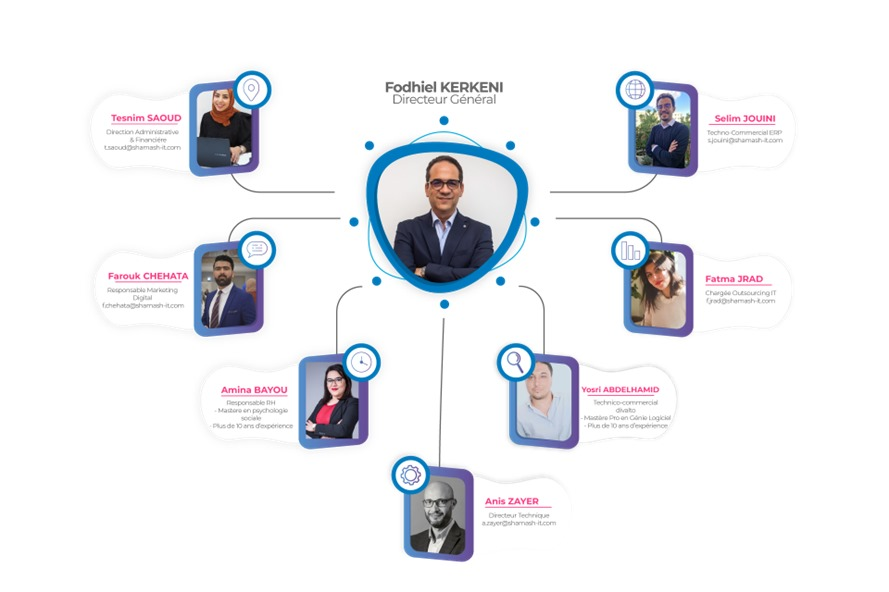 Fodhiel KERKENI
Directeur Général
Tesnim SAOUD
Direction Administrative
& Financière
t.saoud@shamash-it.com
Selim JOUINI
Techno-Commercial ERP
s.jouini@shamash-it.com
Farouk CHEHATA
Responsable Marketing
Digital
f.chehata@shamash-it.com
Fatma JRAD
Chargée Outsourcing IT
f.jrad@shamash-it.com
Amina BAYOU
Responsable RH
- Mastere en psychologie
sociale
- Plus de 10 ans d'expérience
Yosri ABDELHAMID
Technico-commercial
divalto
- Mastère Pro en Génie Logiciel
- Plus de 10 ans d'expérience
Anis ZAYER
Directeur Technique
a.zayer@shamash-it.com